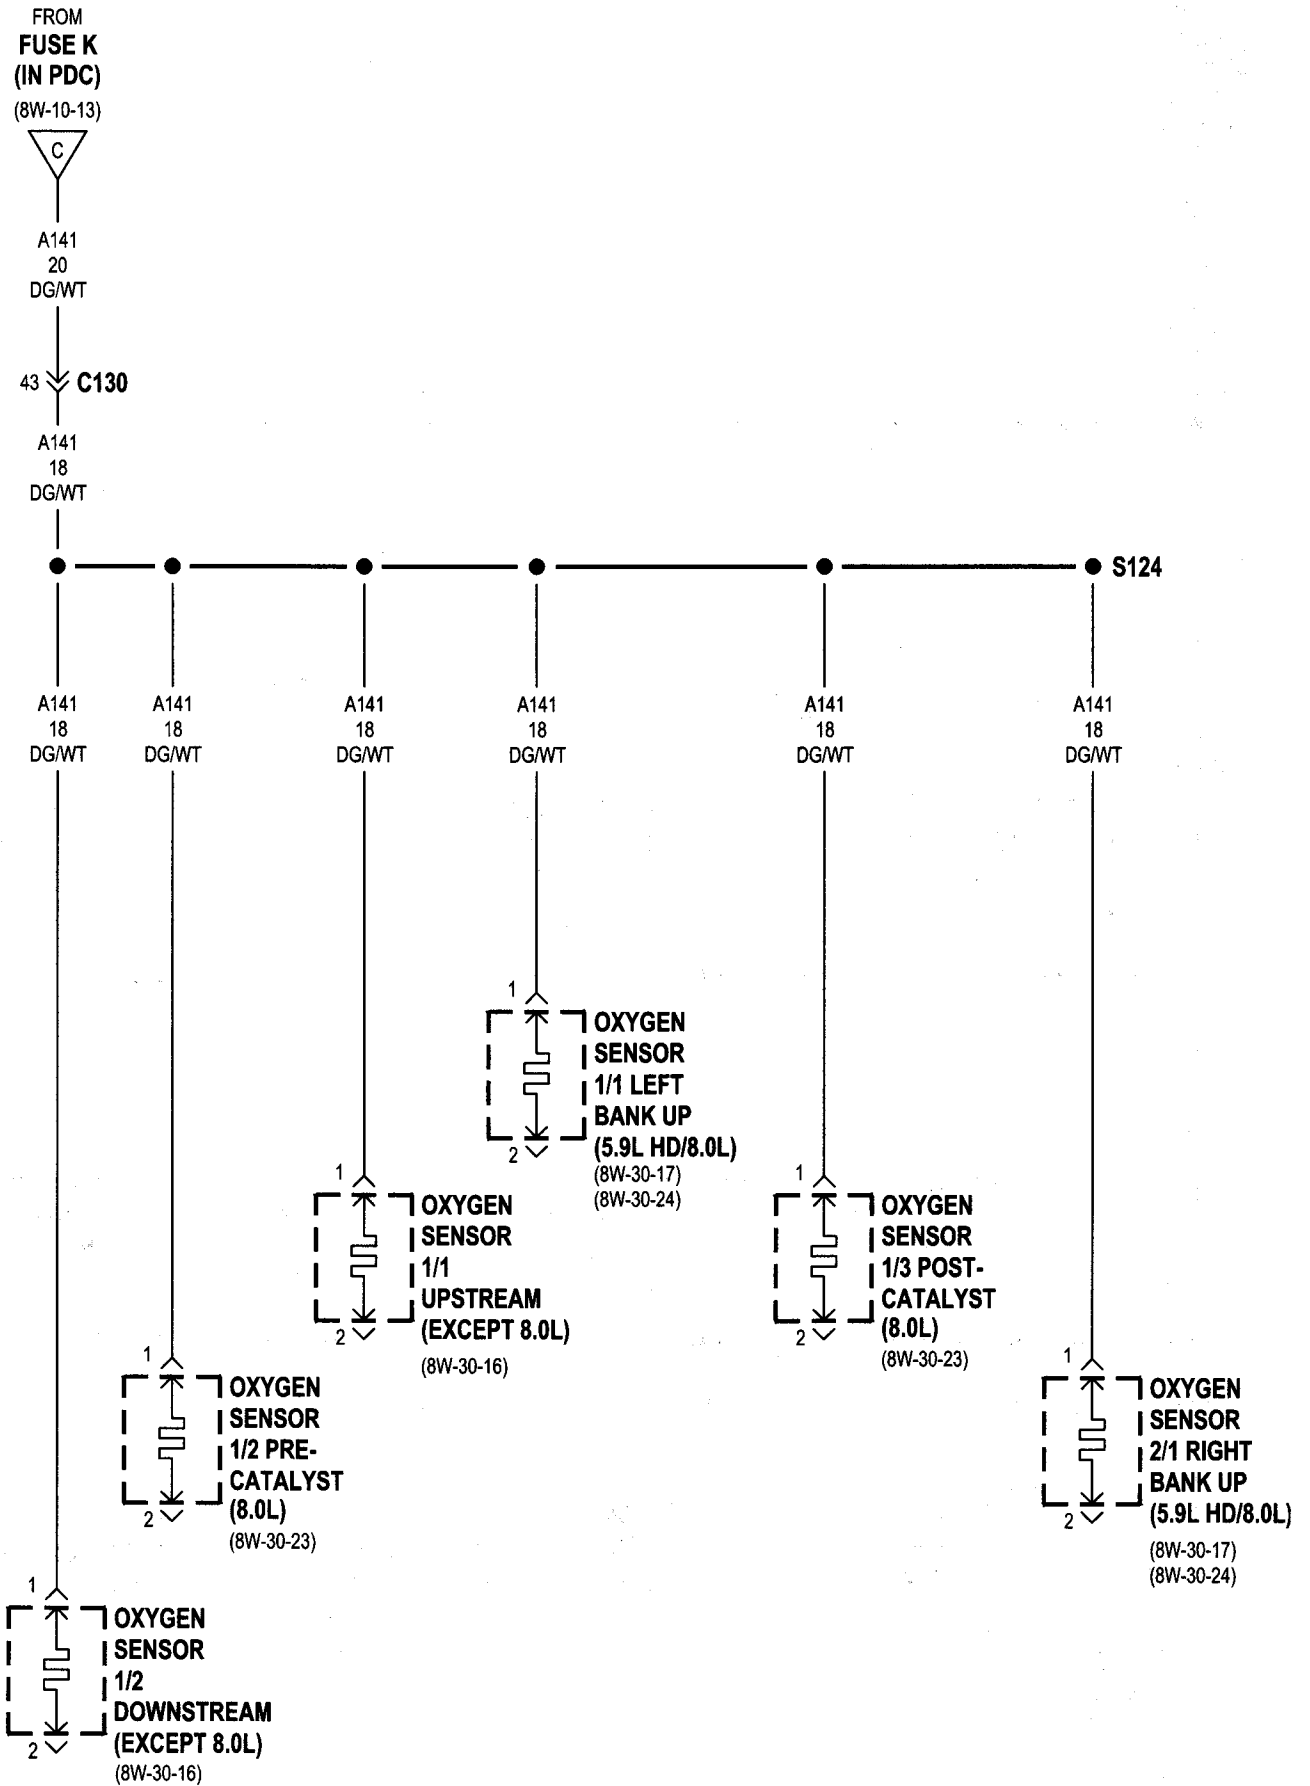 FROM
FUSE K
(IN PDC)
(8W-10-13)
C
A141
20
DG/WT
43 C130
A141
18
DG/WT
S124
A141 A141 A141 A141 A141 A141
18 18 18 18 18 18
DG/WT DG/WT DG/WT DG/WT DG/WT DG/WT
1
OXYGEN
SENSOR
1/1 LEFT
BANK UP
(5.9L HD/8.0L)
(8W-30-17)
(8W-30-24)
2
1
OXYGEN
SENSOR
1/1
UPSTREAM
(EXCEPT 8.0L)
(8W-30-16)
2
1
OXYGEN
SENSOR
1/3 POST-
CATALYST
(8.0L)
(8W-30-23)
2
1
OXYGEN
SENSOR
1/2 PRE-
CATALYST
(8.0L)
(8W-30-23)
2
1
OXYGEN
SENSOR
2/1 RIGHT
BANK UP
(5.9L HD/8.0L)
(8W-30-17)
(8W-30-24)
2
1
OXYGEN
SENSOR
1/2
DOWNSTREAM
(EXCEPT 8.0L)
(8W-30-16)
2